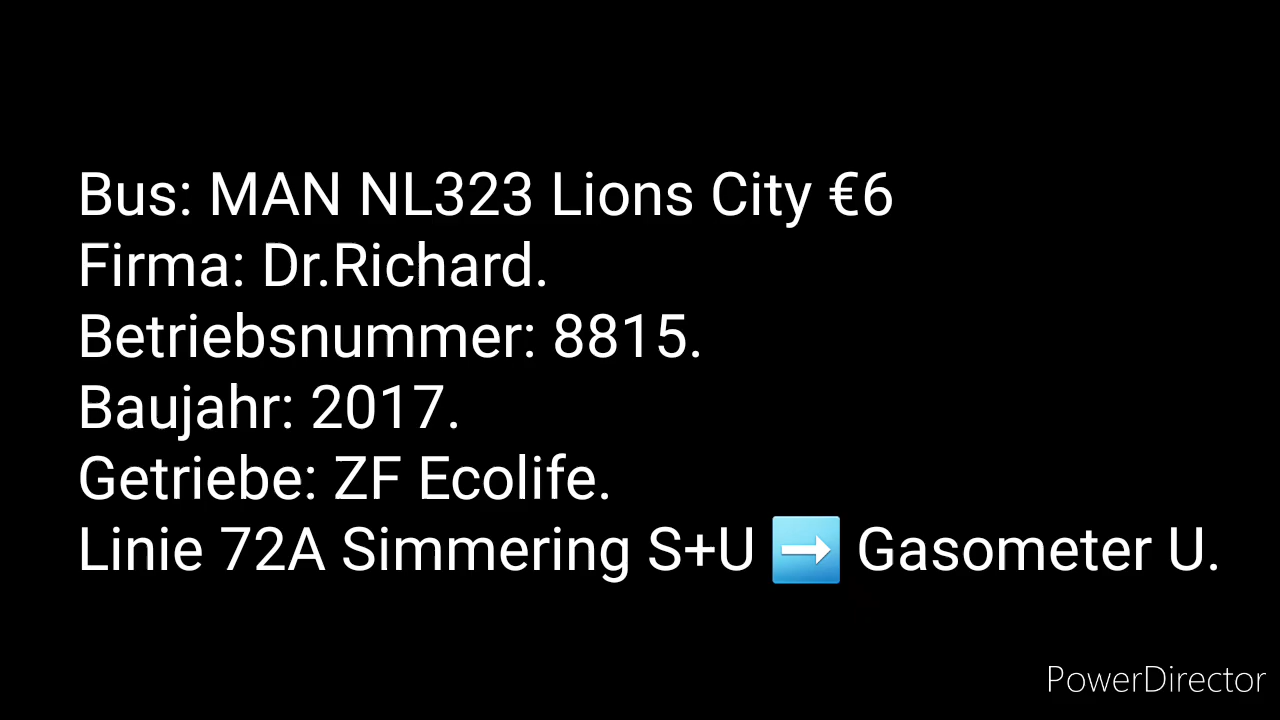 Bus: MAN NL323 Lions City €6
Firma: Dr.Richard.
Betriebsnummer: 8815.
Baujahr: 2017.
Getriebe: ZF Ecolife.
Linie 72A Simmering S+U ➡️ Gasometer U.
PowerDirector